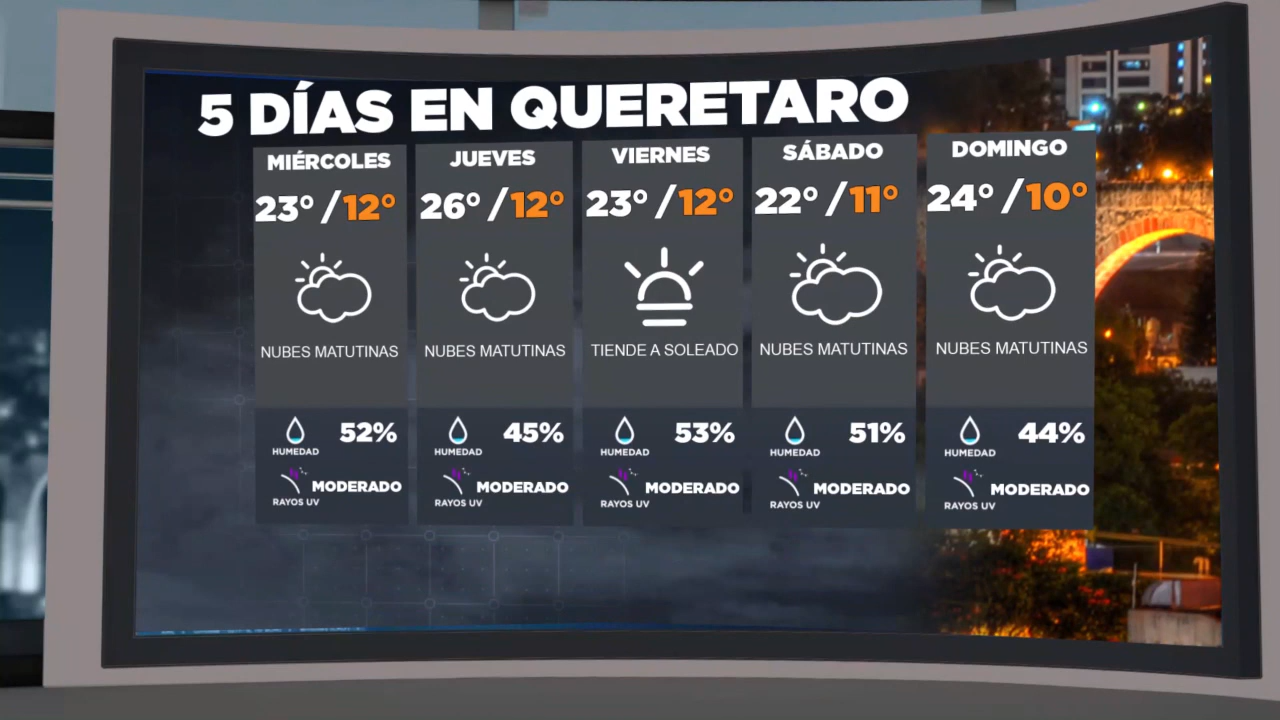 5 DÍAS EN QUERETARO
MIÉRCOLES
23° / 12°
NUBES MATUTINAS
HUMEDAD 52%
RAYOS UV MODERADO
JUEVES
26° / 12°
NUBES MATUTINAS
HUMEDAD 45%
RAYOS UV MODERADO
VIERNES
23° / 12°
TIENDE A SOLEADO
HUMEDAD 53%
RAYOS UV MODERADO
SÁBADO
22° / 11°
NUBES MATUTINAS
HUMEDAD 51%
RAYOS UV MODERADO
DOMINGO
24° / 10°
NUBES MATUTINAS
HUMEDAD 44%
RAYOS UV MODERADO